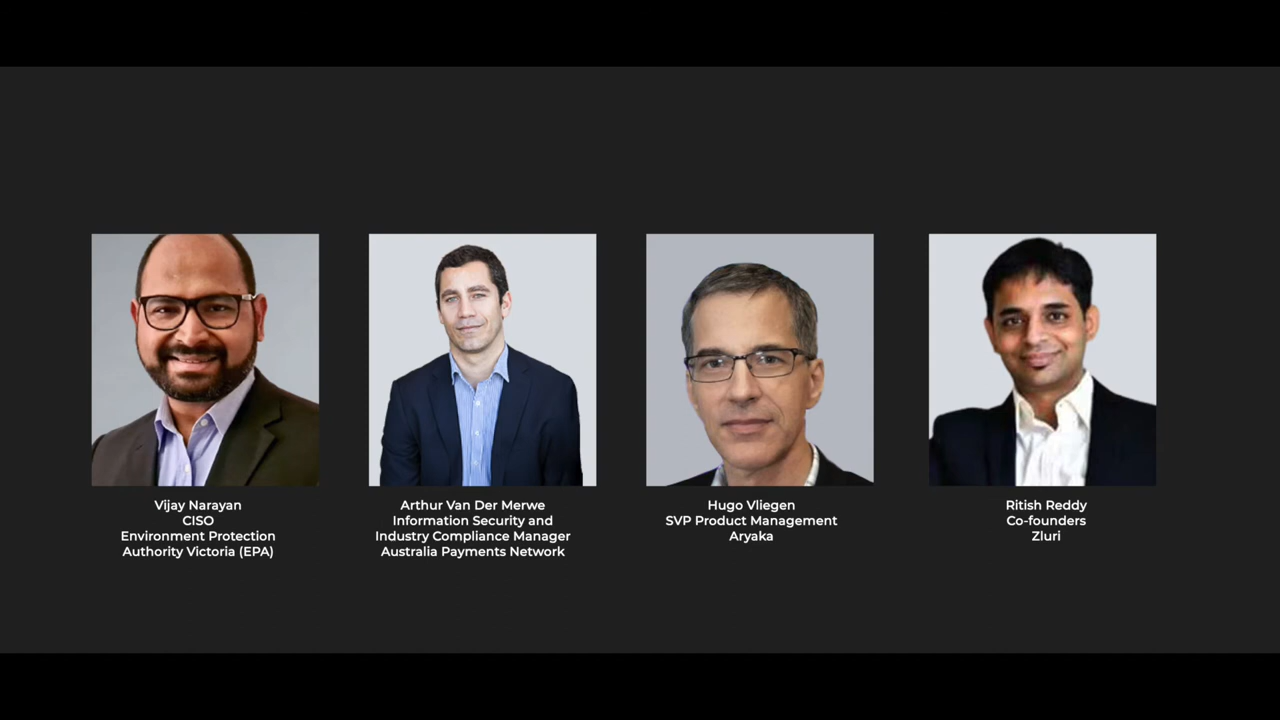 Vijay Narayan
CISO
Environment Protection
Authority Victoria (EPA)
Arthur Van Der Merwe
Information Security and
Industry Compliance Manager
Australia Payments Network
Hugo Vliegen
SVP Product Management
Aryaka
Ritish Reddy
Co-founders
Zluri